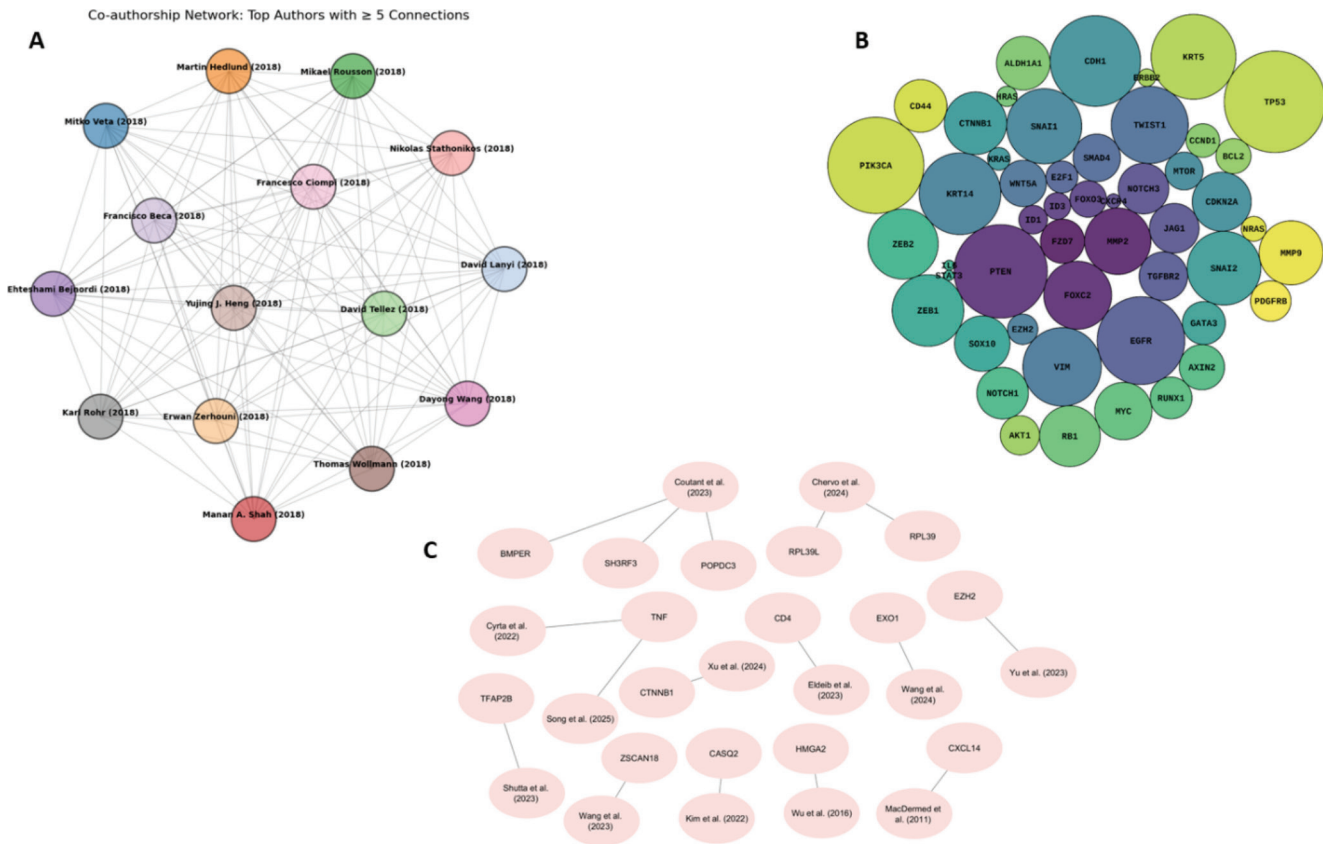 Co-authorship Network: Top Authors with ≥ 5 Connections
A
Martin Hedlund (2018)
Mikael Rousson (2018)
Mitko Veta (2018)
Nikolas Stathonikos (2018)
Francesco Ciompi (2018)
Francisco Beca (2018)
David Lanyi (2018)
Ehteshami Bejnordi (2018)
Yujing J. Heng (2018)
David Tellez (2018)
Dayong Wang (2018)
Karl Rohr (2018)
Erwan Zerhouni (2018)
Thomas Wollmann (2018)
Manan A. Shah (2018)
B
CDH1
KRT5
ALDH1A1
ERBB2
HRAS
TP53
CD44
CTNNB1
SNAI1
TWIST1
CCND1
BCL2
PIK3CA
KRAS
SMAD4
MTOR
E2F1
WNT5A
KRT14
NOTCH3
FOXO3
CXCR4
CDKN2A
ID3
ID1
NRAS
JAG1
ZEB2
FZD7
MMP2
MMP9
SNAI2
IL6
STAT3
PTEN
TGFBR2
FOXC2
PDGFRB
ZEB1
GATA3
EZH2
EGFR
SOX10
VIM
AXIN2
NOTCH1
RUNX1
MYC
AKT1
RB1
C
Coutant et al.
(2023)
Chervo et al.
(2024)
BMPER
SH3RF3
POPDC3
RPL39L
RPL39
Cyrta et al.
(2022)
TNF
CD4
EXO1
EZH2
Xu et al. (2024)
CTNNB1
Eldeib et al.
(2023)
Wang et al.
(2024)
Yu et al. (2023)
TFAP2B
Song et al. (2025)
ZSCAN18
CASQ2
HMGA2
CXCL14
Shutta et al.
(2023)
Wang et al.
(2023)
Kim et al. (2022)
Wu et al. (2016)
MacDermed et
al. (2011)